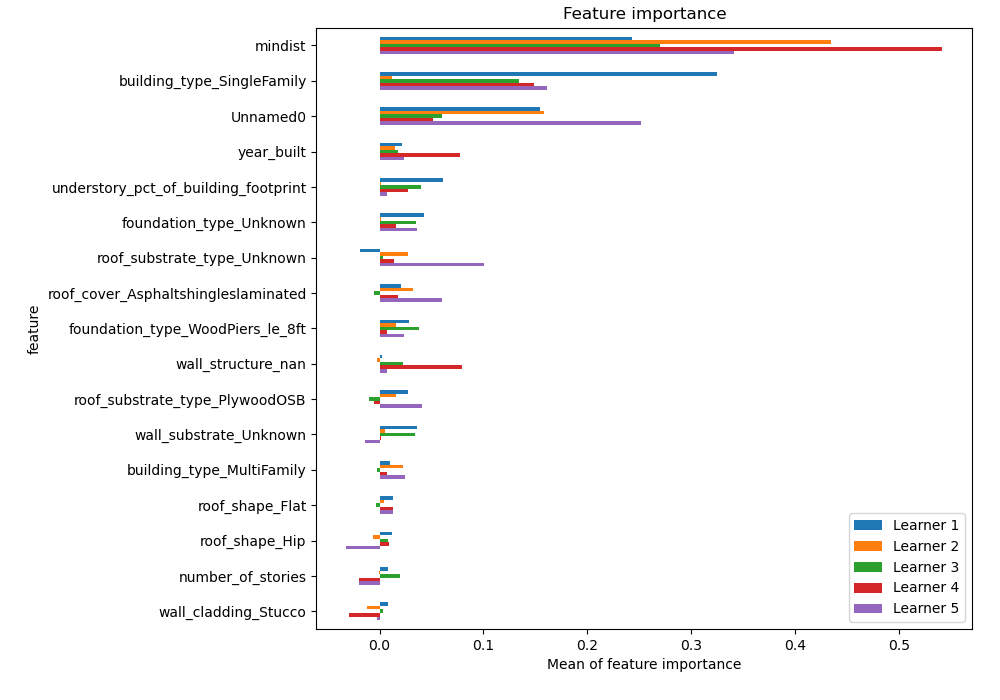 Feature importance
mindist
building_type_SingleFamily
Unnamed0
year_built
understory_pct_of_building_footprint
foundation_type_Unknown
roof_substrate_type_Unknown
roof_cover_Asphaltshingleslaminated
foundation_type_WoodPiers_le_8ft
wall_structure_nan
roof_substrate_type_PlywoodOSB
wall_substrate_Unknown
building_type_MultiFamily
roof_shape_Flat
roof_shape_Hip
number_of_stories
wall_cladding_Stucco
feature
Learner 1
Learner 2
Learner 3
Learner 4
Learner 5
0.0 0.1 0.2 0.3 0.4 0.5
Mean of feature importance